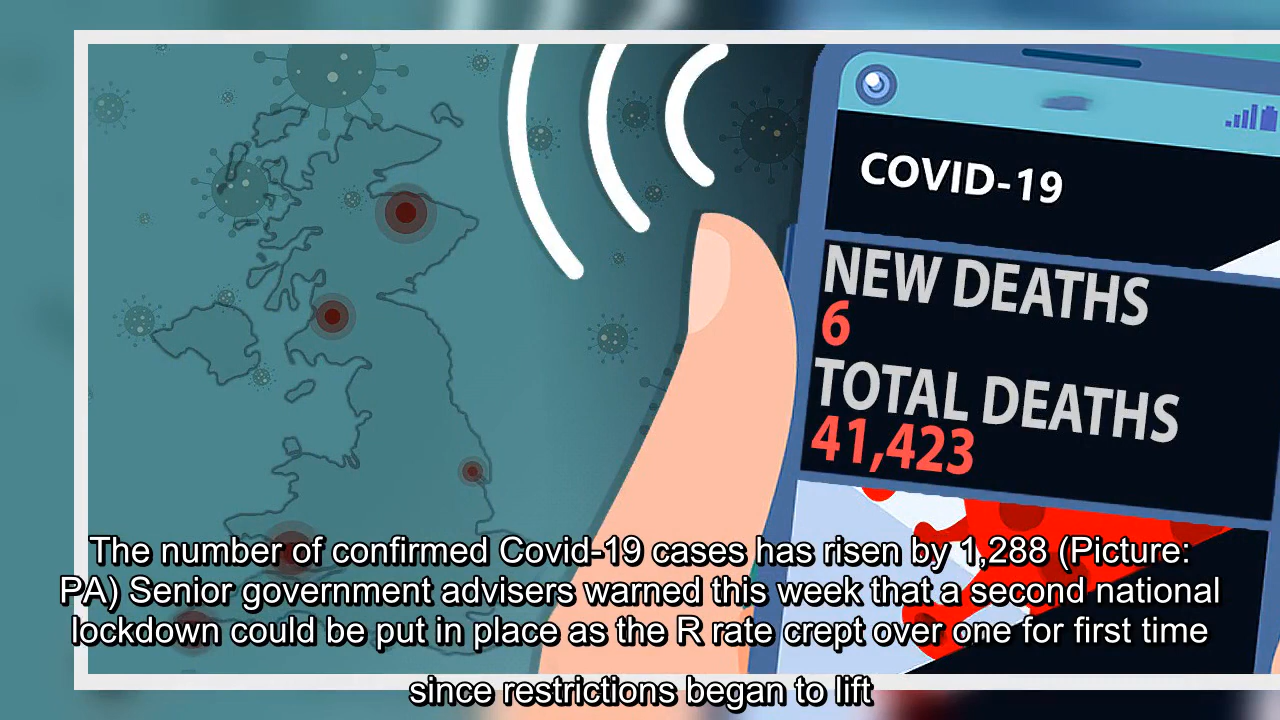 COVID-19
NEW DEATHS
6
TOTAL DEATHS
41,423
The number of confirmed Covid-19 cases has risen by 1,288 (Picture:
PA) Senior government advisers warned this week that a second national
lockdown could be put in place as the R rate crept over one for first time
since restrictions began to lift